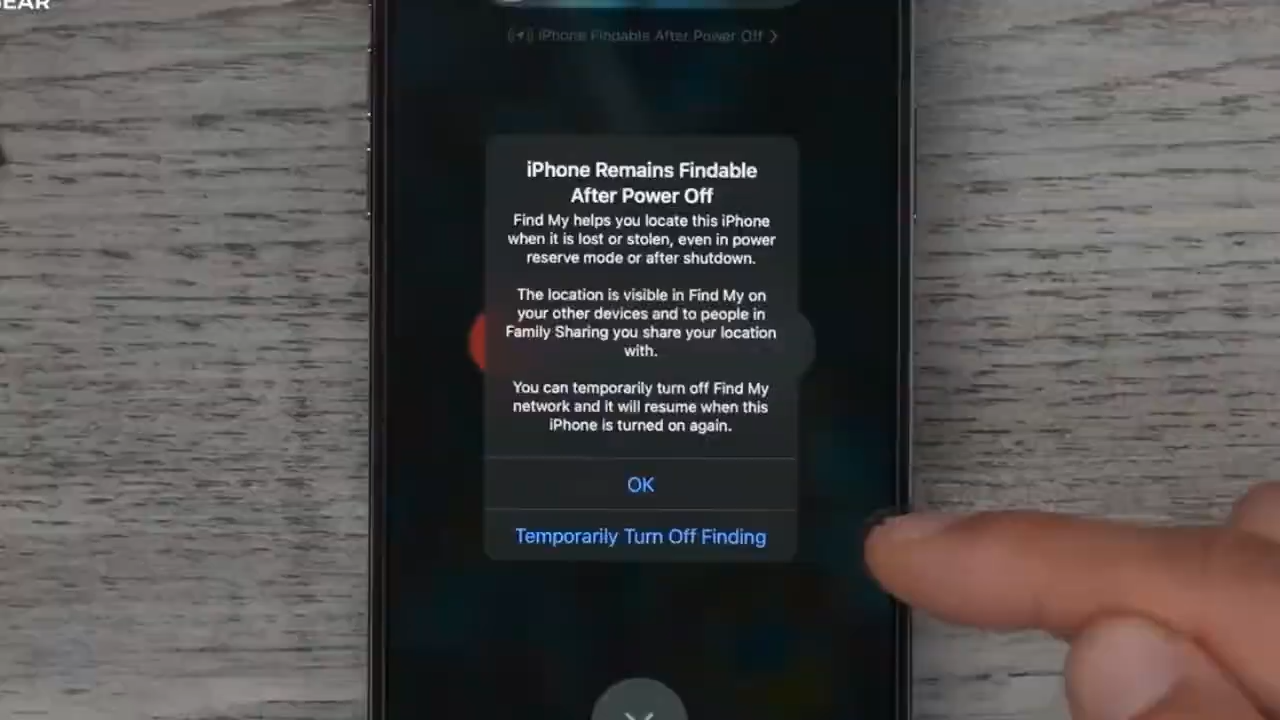 iPhone Findable After Power Off
iPhone Remains Findable
After Power Off
Find My helps you locate this iPhone
when it is lost or stolen, even in power
reserve mode or after shutdown.
The location is visible in Find My on
your other devices and to people in
Family Sharing you share your location
with.
You can temporarily turn off Find My
network and it will resume when this
iPhone is turned on again.
OK
Temporarily Turn Off Finding